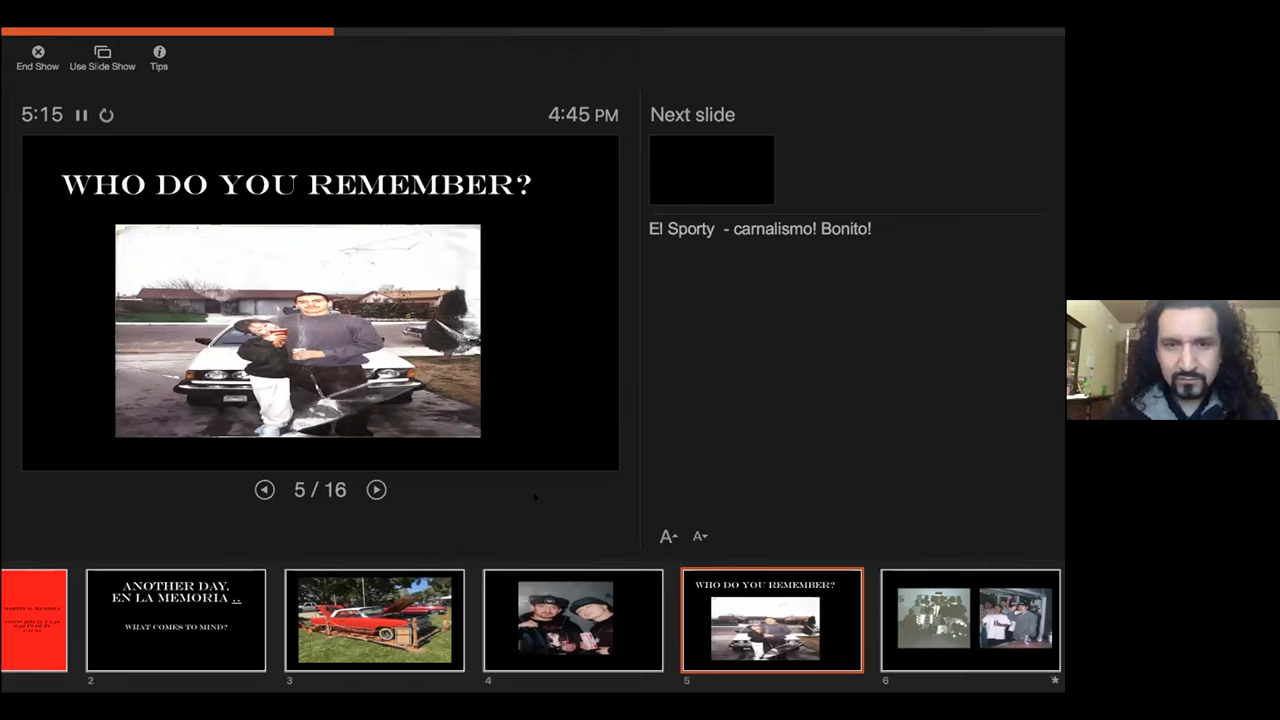 End Show
Use Slide Show
Tips
5:15
4:45 PM
Next slide
WHO DO YOU REMEMBER?
El Sporty - carnalismo! Bonito!
5 / 16
A
A
ANOTHER DAY,
EN LA MEMORIA ..
WHAT COMES TO MIND?
WHO DO YOU REMEMBER?
2
3
4
5
6